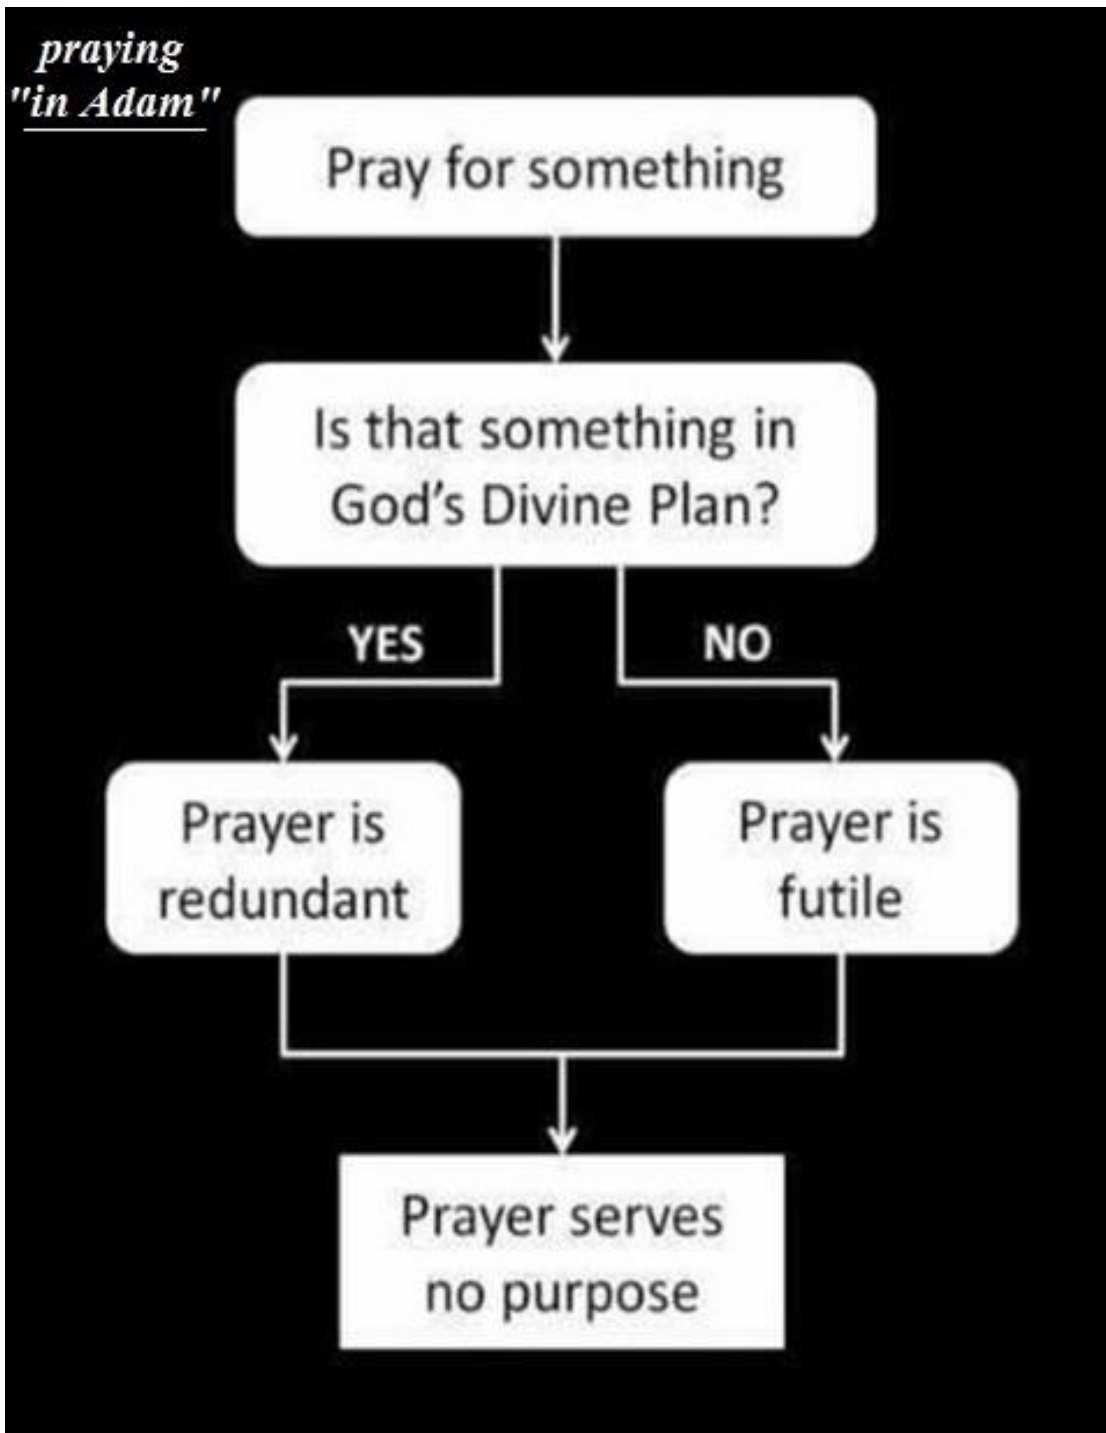 praying
"in Adam"
Pray for something
Is that something in
God's Divine Plan?
YES
NO
Prayer is
redundant
Prayer is
futile
Prayer serves
no purpose